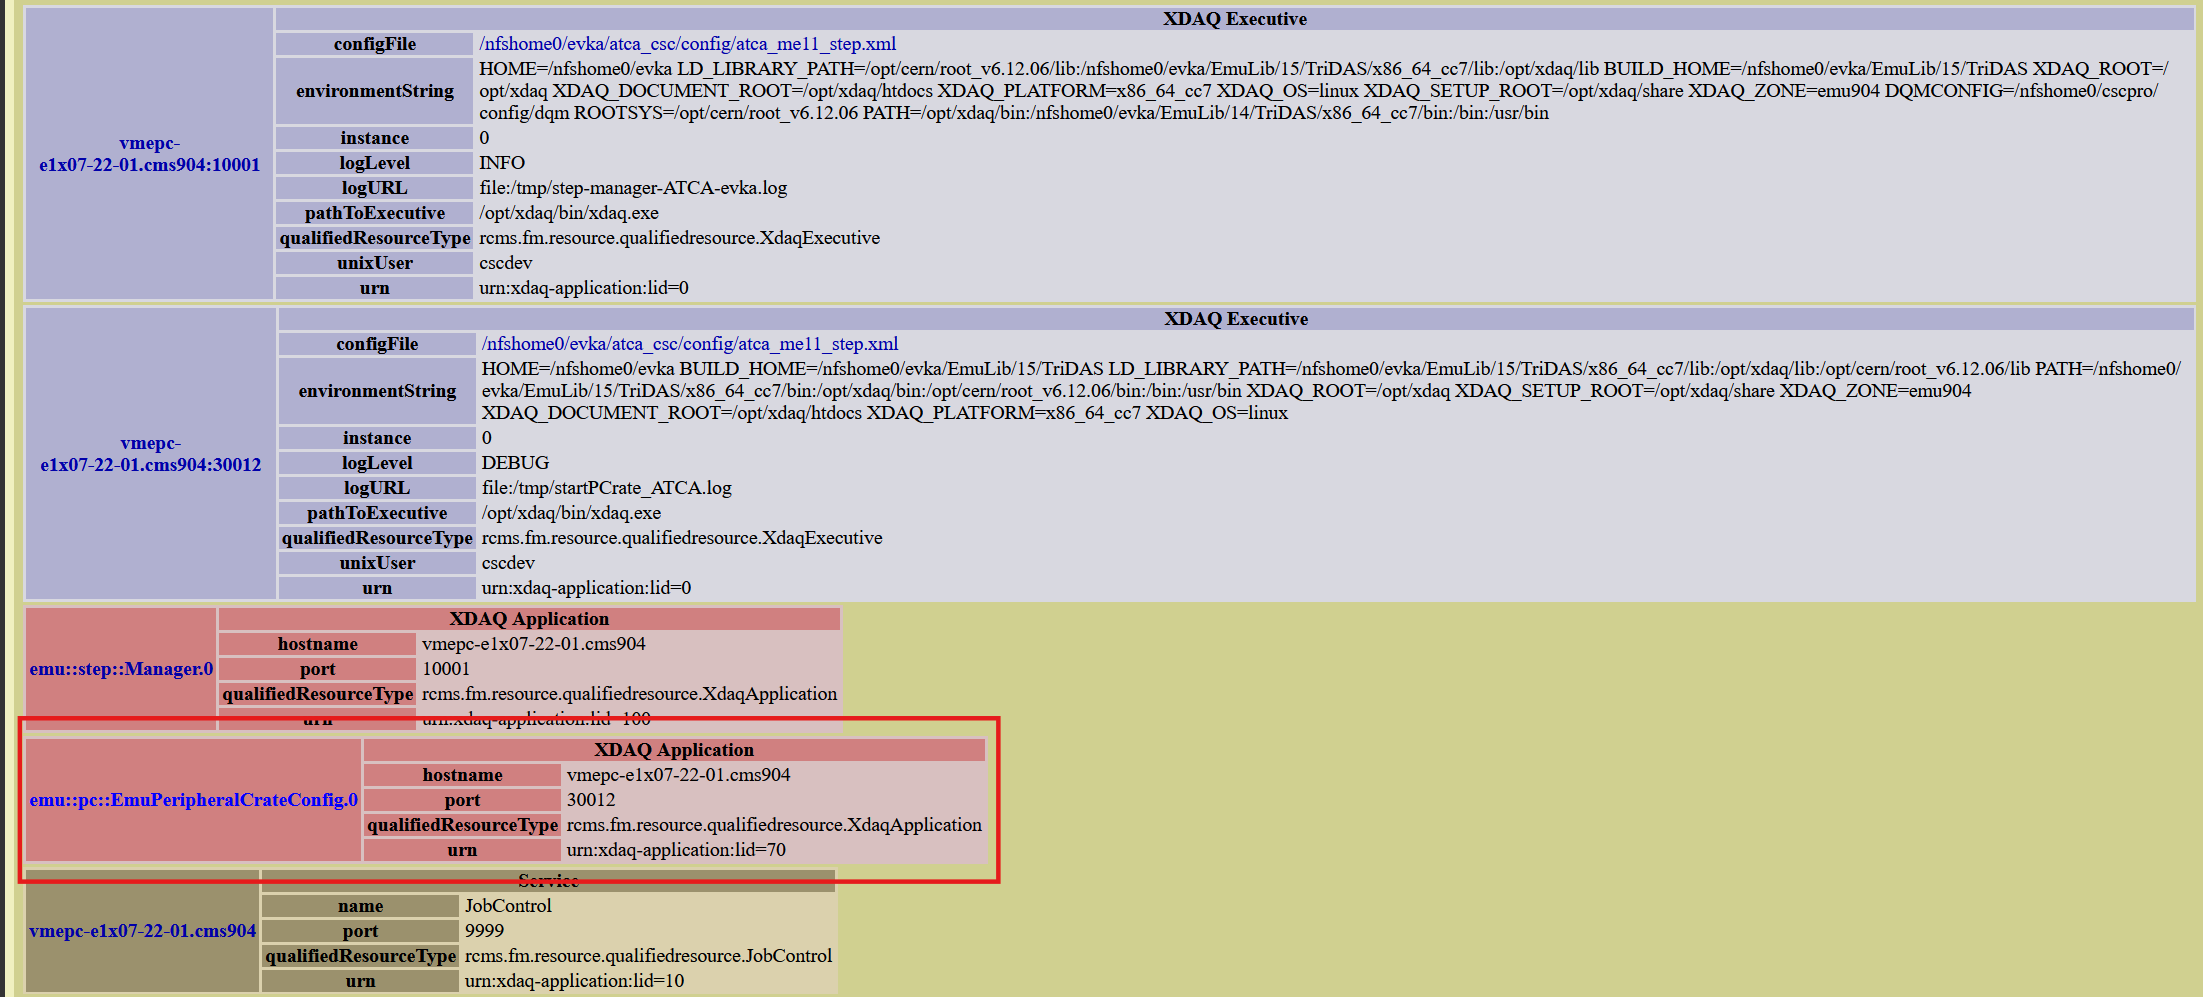 XDAQ Executive
vmepc-
e1x07-22-01.cms904:10001
configFile /nfshome0/evka/atca_csc/config/atca_me11_step.xml
environmentString HOME=/nfshome0/evka LD_LIBRARY_PATH=/opt/cern/root_v6.12.06/lib:/nfshome0/evka/EmuLib/15/TriDAS/x86_64_cc7/lib:/opt/xdaq/lib BUILD_HOME=/nfshome0/evka/EmuLib/15/TriDAS XDAQ_ROOT=/
opt/xdaq XDAQ_DOCUMENT_ROOT=/opt/xdaq/htdocs XDAQ_PLATFORM=x86_64_cc7 XDAQ_OS=linux XDAQ_SETUP_ROOT=/opt/xdaq/share XDAQ_ZONE=emu904 DQMCONFIG=/nfshome0/cscpro/
config/dqm ROOTSYS=/opt/cern/root_v6.12.06 PATH=/opt/xdaq/bin:/nfshome0/evka/EmuLib/14/TriDAS/x86_64_cc7/bin:/bin:/usr/bin
instance 0
logLevel INFO
logURL file:/tmp/step-manager-ATCA-evka.log
pathToExecutive /opt/xdaq/bin/xdaq.exe
qualifiedResourceType rcms.fm.resource.qualifiedresource.XdaqExecutive
unixUser cscdev
urn urn:xdaq-application:lid=0
XDAQ Executive
vmepc-
e1x07-22-01.cms904:30012
configFile /nfshome0/evka/atca_csc/config/atca_me11_step.xml
environmentString HOME=/nfshome0/evka BUILD_HOME=/nfshome0/evka/EmuLib/15/TriDAS LD_LIBRARY_PATH=/nfshome0/evka/EmuLib/15/TriDAS/x86_64_cc7/lib:/opt/xdaq/lib:/opt/cern/root_v6.12.06/lib PATH=/nfshome0/
evka/EmuLib/15/TriDAS/x86_64_cc7/bin:/opt/xdaq/bin:/opt/cern/root_v6.12.06/bin:/bin:/usr/bin XDAQ_ROOT=/opt/xdaq XDAQ_SETUP_ROOT=/opt/xdaq/share XDAQ_ZONE=emu904
XDAQ_DOCUMENT_ROOT=/opt/xdaq/htdocs XDAQ_PLATFORM=x86_64_cc7 XDAQ_OS=linux
instance 0
logLevel DEBUG
logURL file:/tmp/startPCrate_ATCA.log
pathToExecutive /opt/xdaq/bin/xdaq.exe
qualifiedResourceType rcms.fm.resource.qualifiedresource.XdaqExecutive
unixUser cscdev
urn urn:xdaq-application:lid=0
XDAQ Application
emu::step::Manager.0
hostname vmepc-e1x07-22-01.cms904
port 10001
qualifiedResourceType rcms.fm.resource.qualifiedresource.XdaqApplication
urn urn:xdaq-application:lid=100
XDAQ Application
emu::pc::EmuPeripheralCrateConfig.0
hostname vmepc-e1x07-22-01.cms904
port 30012
qualifiedResourceType rcms.fm.resource.qualifiedresource.XdaqApplication
urn urn:xdaq-application:lid=70
Service
vmepc-e1x07-22-01.cms904
name JobControl
port 9999
qualifiedResourceType rcms.fm.resource.qualifiedresource.JobControl
urn urn:xdaq-application:lid=10